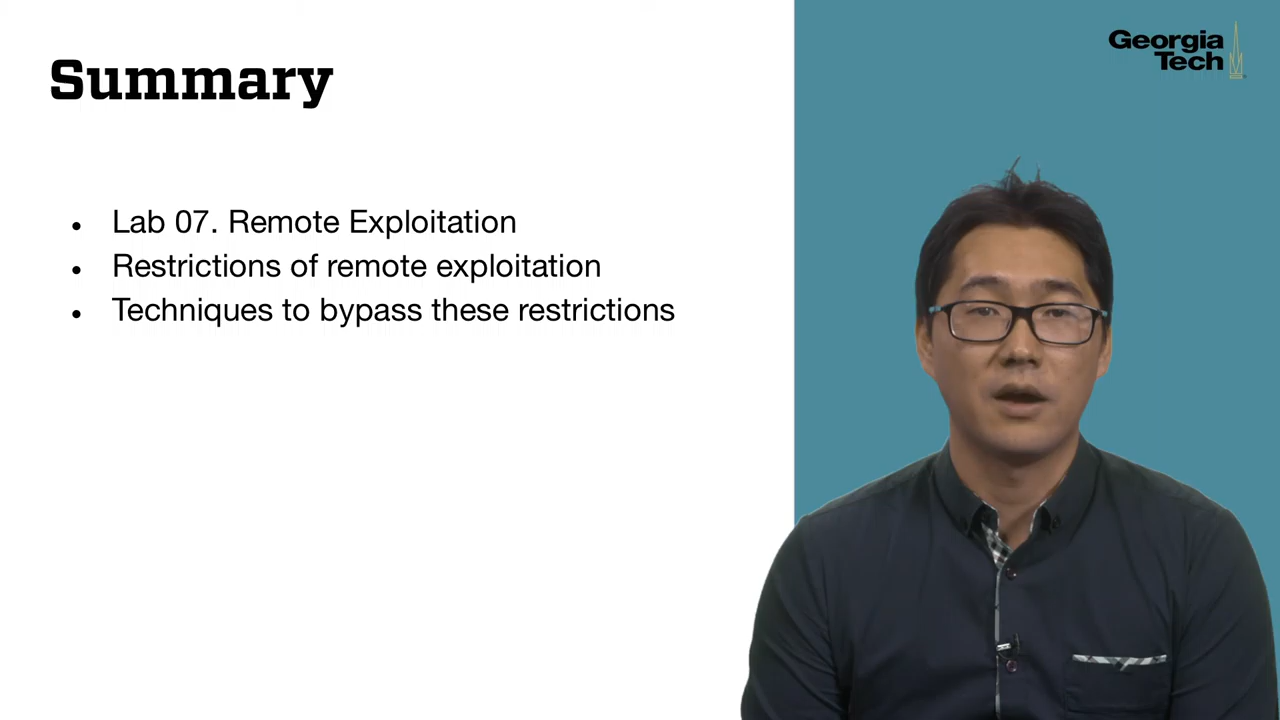 Summary
Georgia
Tech
• Lab 07. Remote Exploitation
• Restrictions of remote exploitation
• Techniques to bypass these restrictions